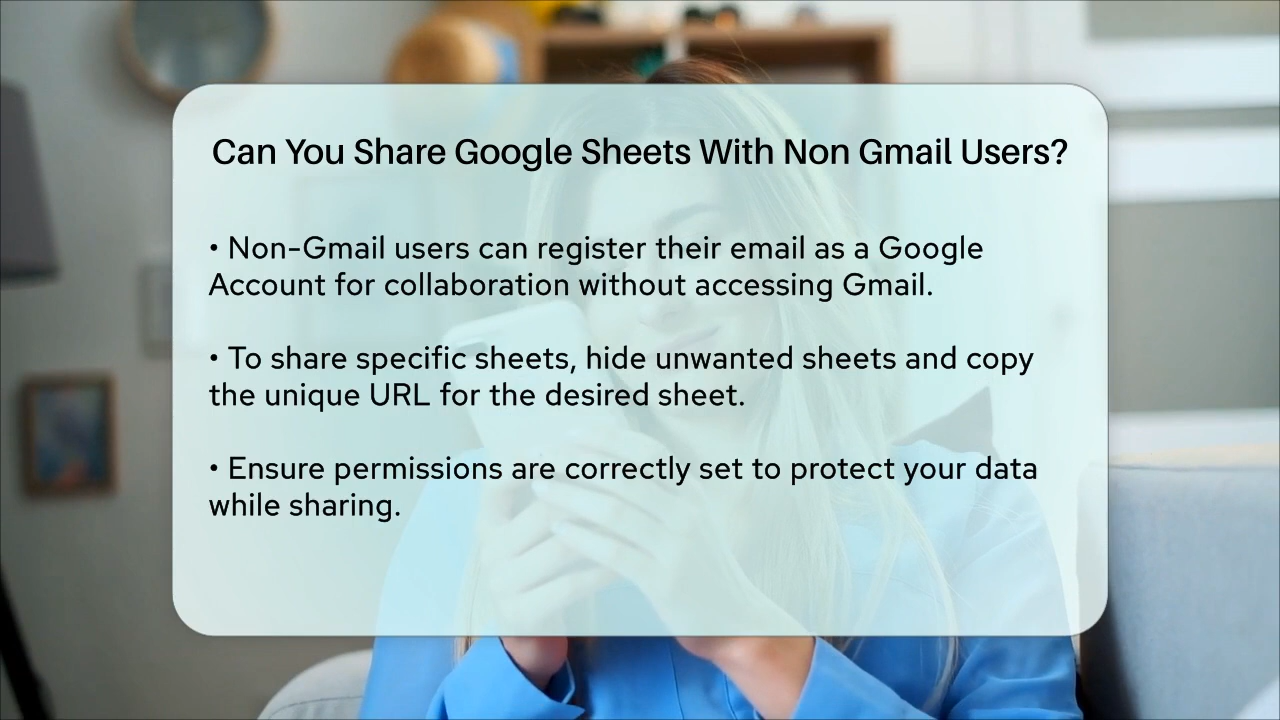 Can You Share Google Sheets With Non Gmail Users?
• Non-Gmail users can register their email as a Google
Account for collaboration without accessing Gmail.
• To share specific sheets, hide unwanted sheets and copy
the unique URL for the desired sheet.
• Ensure permissions are correctly set to protect your data
while sharing.